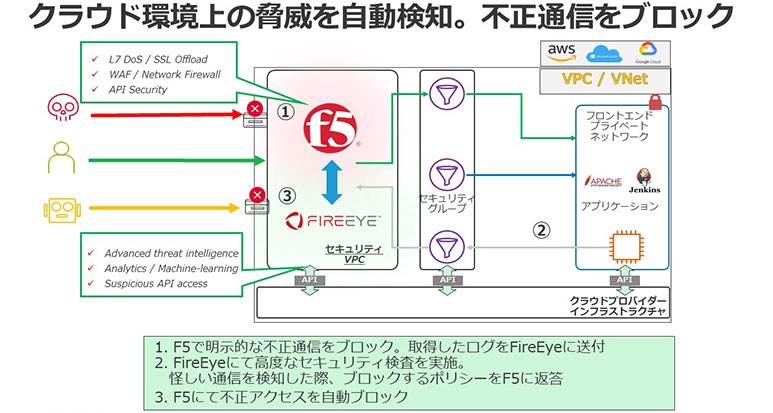 クラウド環境上の脅威を自動検知。不正通信をブロック
✓ L7 DoS / SSL Offload
✓ WAF / Network Firewall
✓ API Security
aws
Microsoft Azure
Google Cloud
VPC / VNet
①
f5
③
FIREEYE™
セキュリティ
VPC
セキュリティ
グループ
②
フロントエンド
プライベート
ネットワーク
APACHE
Jenkins
アプリケーション
✓ Advanced threat intelligence
✓ Analytics / Machine-learning
✓ Suspicious API access
API
API
API
クラウドプロバイダー
インフラストラクチャ
1. F5で明示的な不正通信をブロック。取得したログをFireEyeに送付
2. FireEyeにて高度なセキュリティ検査を実施。
怪しい通信を検知した際、ブロックするポリシーをF5に返答
3. F5にて不正アクセスを自動ブロック